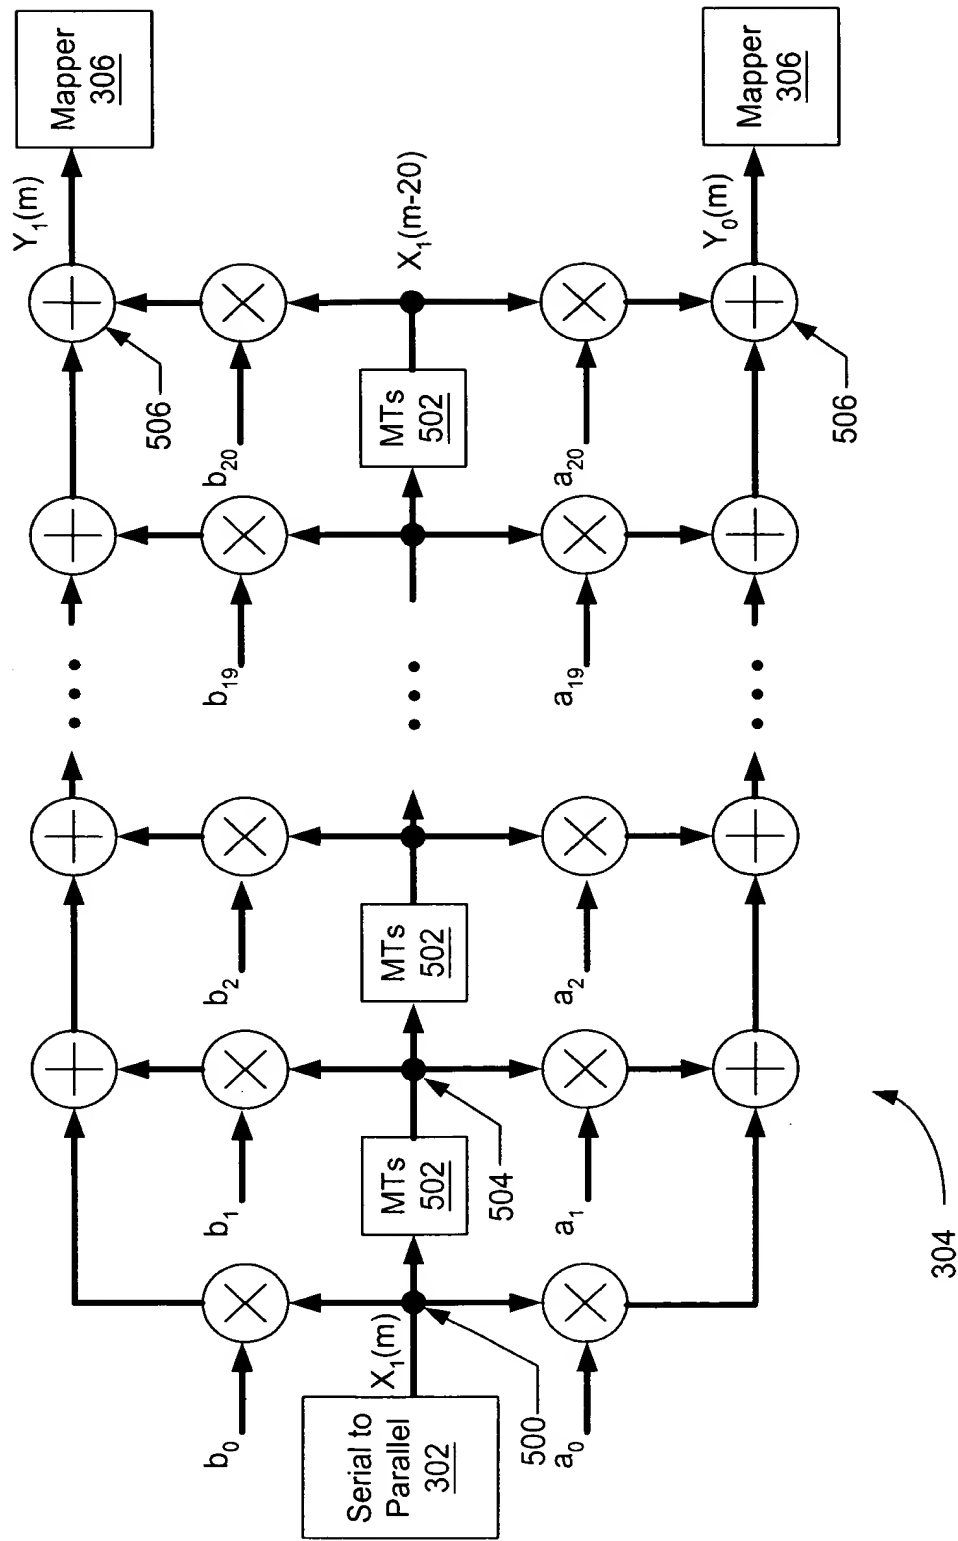 Serial to
Parallel
302
X₁(m)
500
b₀
a₀
MTs
502
504
b₁
a₁
MTs
502
b₂
a₂
b₁₉
a₁₉
MTs
502
b₂₀
a₂₀
506
506
X₁(m-20)
Y₁(m)
Y₀(m)
Mapper
306
Mapper
306
304